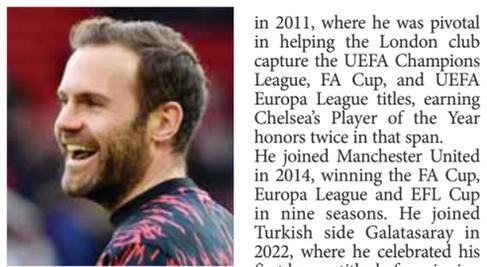 in 2011, where he was pivotal
in helping the London club
capture the UEFA Champions
League, FA Cup, and UEFA
Europa League titles, earning
Chelsea's Player of the Year
honors twice in that span.
He joined Manchester United
in 2014, winning the FA Cup,
Europa League and EFL Cup
in nine seasons. He joined
Turkish side Galatasaray in
2022, where he celebrated his